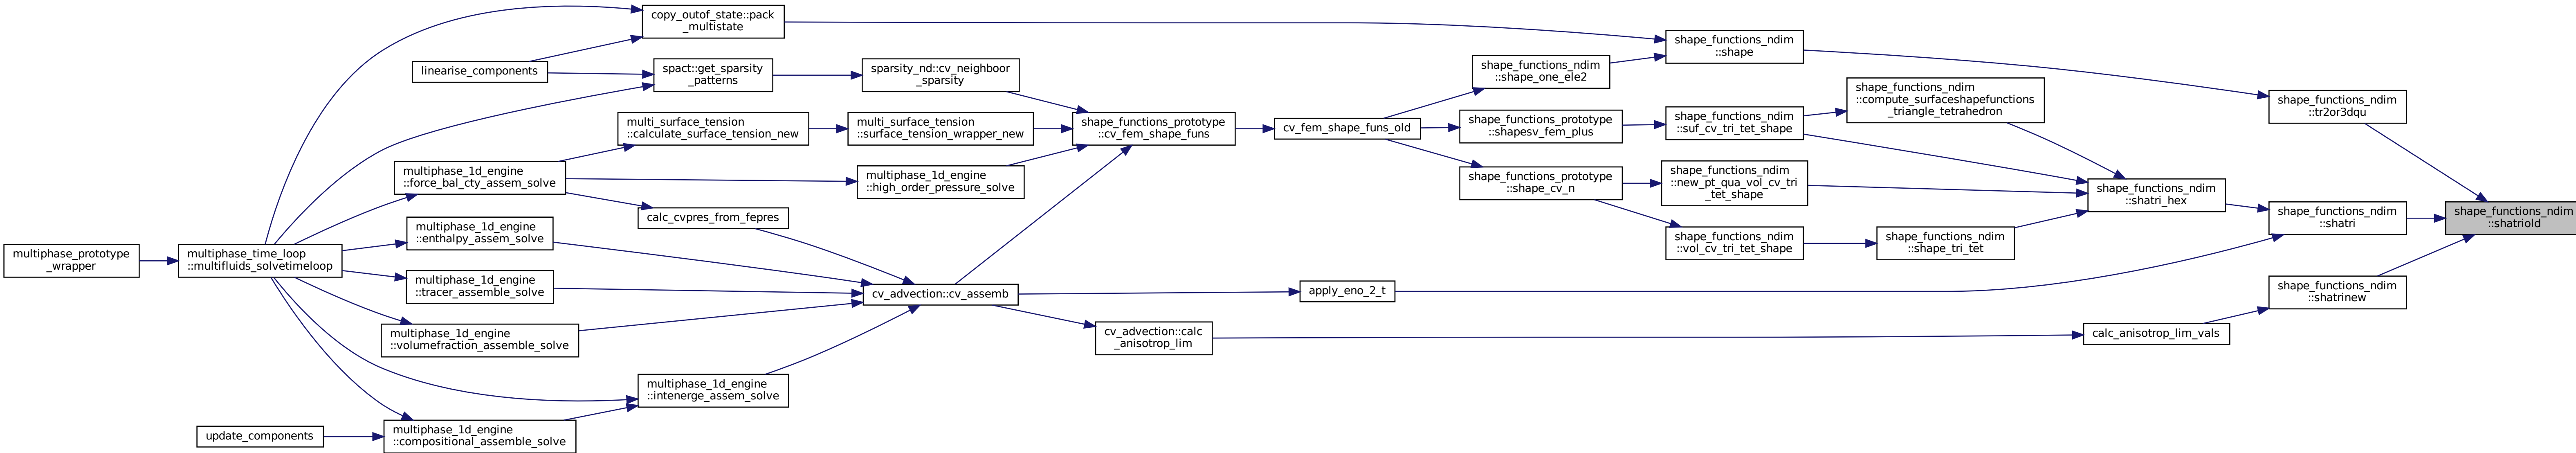 multiphase_prototype
_wrapper
multiphase_time_loop
::multifluids_solvetimeloop
update_components
linearise_components
multiphase_1d_engine
::force_bal_cty_assem_solve
multiphase_1d_engine
::enthalpy_assem_solve
multiphase_1d_engine
::tracer_assemble_solve
multiphase_1d_engine
::volumefraction_assemble_solve
multiphase_1d_engine
::compositional_assemble_solve
copy_outof_state::pack
_multistate
spact::get_sparsity
_patterns
multi_surface_tension
::calculate_surface_tension_new
calc_cvpres_from_fepres
multiphase_1d_engine
::intenerge_assem_solve
sparsity_nd::cv_neighboor
_sparsity
multi_surface_tension
::surface_tension_wrapper_new
multiphase_1d_engine
::high_order_pressure_solve
cv_advection::cv_assemb
shape_functions_prototype
::cv_fem_shape_funs
cv_advection::calc
_anisotrop_lim
cv_fem_shape_funs_old
apply_eno_2_t
shape_functions_ndim
::shape_one_ele2
shape_functions_prototype
::shapesv_fem_plus
shape_functions_prototype
::shape_cv_n
shape_functions_ndim
::shape
shape_functions_ndim
::suf_cv_tri_tet_shape
shape_functions_ndim
::new_pt_qua_vol_cv_tri
_tet_shape
shape_functions_ndim
::vol_cv_tri_tet_shape
shape_functions_ndim
::compute_surfaceshapefunctions
_triangle_tetrahedron
shape_functions_ndim
::shape_tri_tet
shape_functions_ndim
::shatri_hex
calc_anisotrop_lim_vals
shape_functions_ndim
::tr2or3dqu
shape_functions_ndim
::shatri
shape_functions_ndim
::shatrinew
shape_functions_ndim
::shatriold